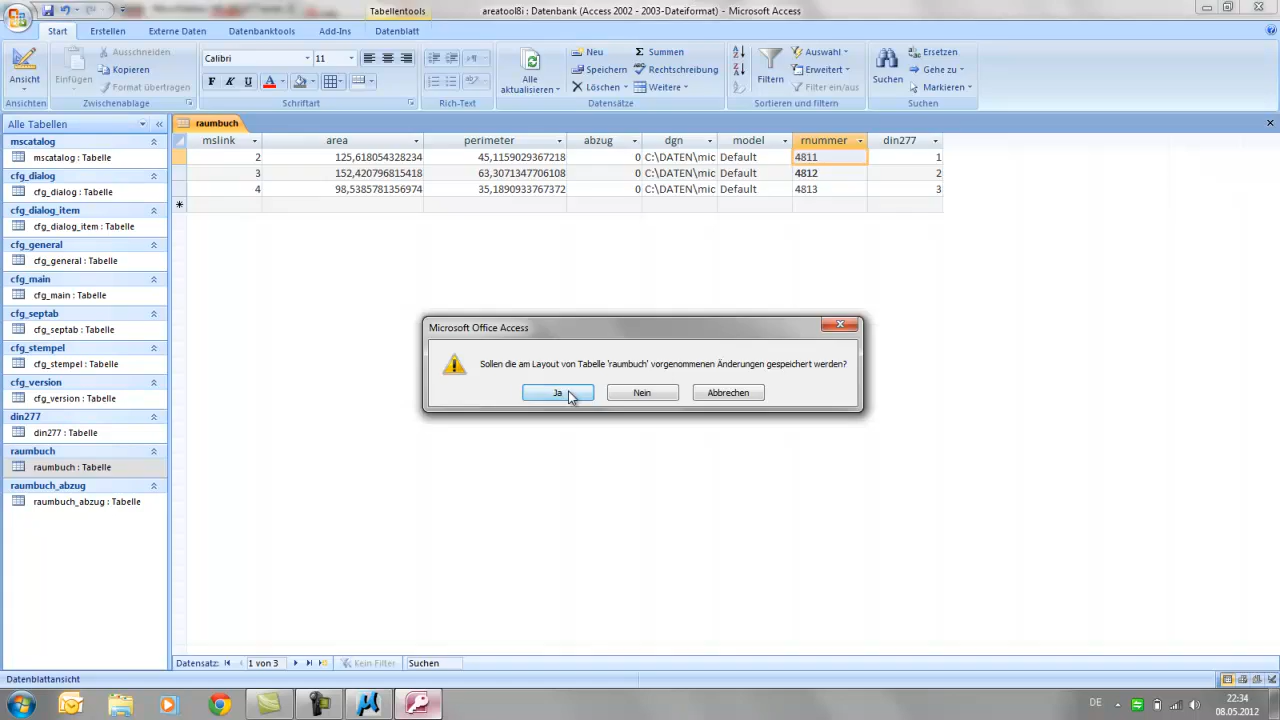 Tabellentools
areatool8i : Datenbank (Access 2002 - 2003-Dateiformat) - Microsoft Access
Start Erstellen Externe Daten Datenbanktools Add-Ins Datenblatt
Ansicht
Ansichten
Einfügen
Ausschneiden
Kopieren
Format übertragen
Zwischenablage
Calibri 11
F K U A
Schriftart
Rich-Text
Alle aktualisieren
Neu
Speichern
Löschen
Summen
Rechtschreibung
Weitere
Datensätze
Filtern
Auswahl
Erweitert
Filter ein/aus
Sortieren und Filtern
Suchen
Ersetzen
Gehe zu
Markieren
Suchen
Alle Tabellen
mscatalog
mscatalog : Tabelle
cfg_dialog
cfg_dialog : Tabelle
cfg_dialog_item
cfg_dialog_item : Tabelle
cfg_general
cfg_general : Tabelle
cfg_main
cfg_main : Tabelle
cfg_septab
cfg_septab : Tabelle
cfg_stempel
cfg_stempel : Tabelle
cfg_version
cfg_version : Tabelle
din277
din277 : Tabelle
raumbuch
raumbuch : Tabelle
raumbuch_abzug
raumbuch_abzug : Tabelle
raumbuch
mslink area perimeter abzug dgn model rnummer din277
2 125,618054328234 45,1159029367218 0 C:\DATEN\mic Default 4811 1
3 152,420796815418 63,3071347706108 0 C:\DATEN\mic Default 4812 2
4 98,5385781356974 35,1890933767372 0 C:\DATEN\mic Default 4813 3
Microsoft Office Access
Sollen die am Layout von Tabelle 'raumbuch' vorgenommenen Änderungen gespeichert werden?
Ja Nein Abbrechen
Datensatz: 1 von 3 Kein Filter Suchen
Datenblattansicht
DE
22:34
08.05.2012